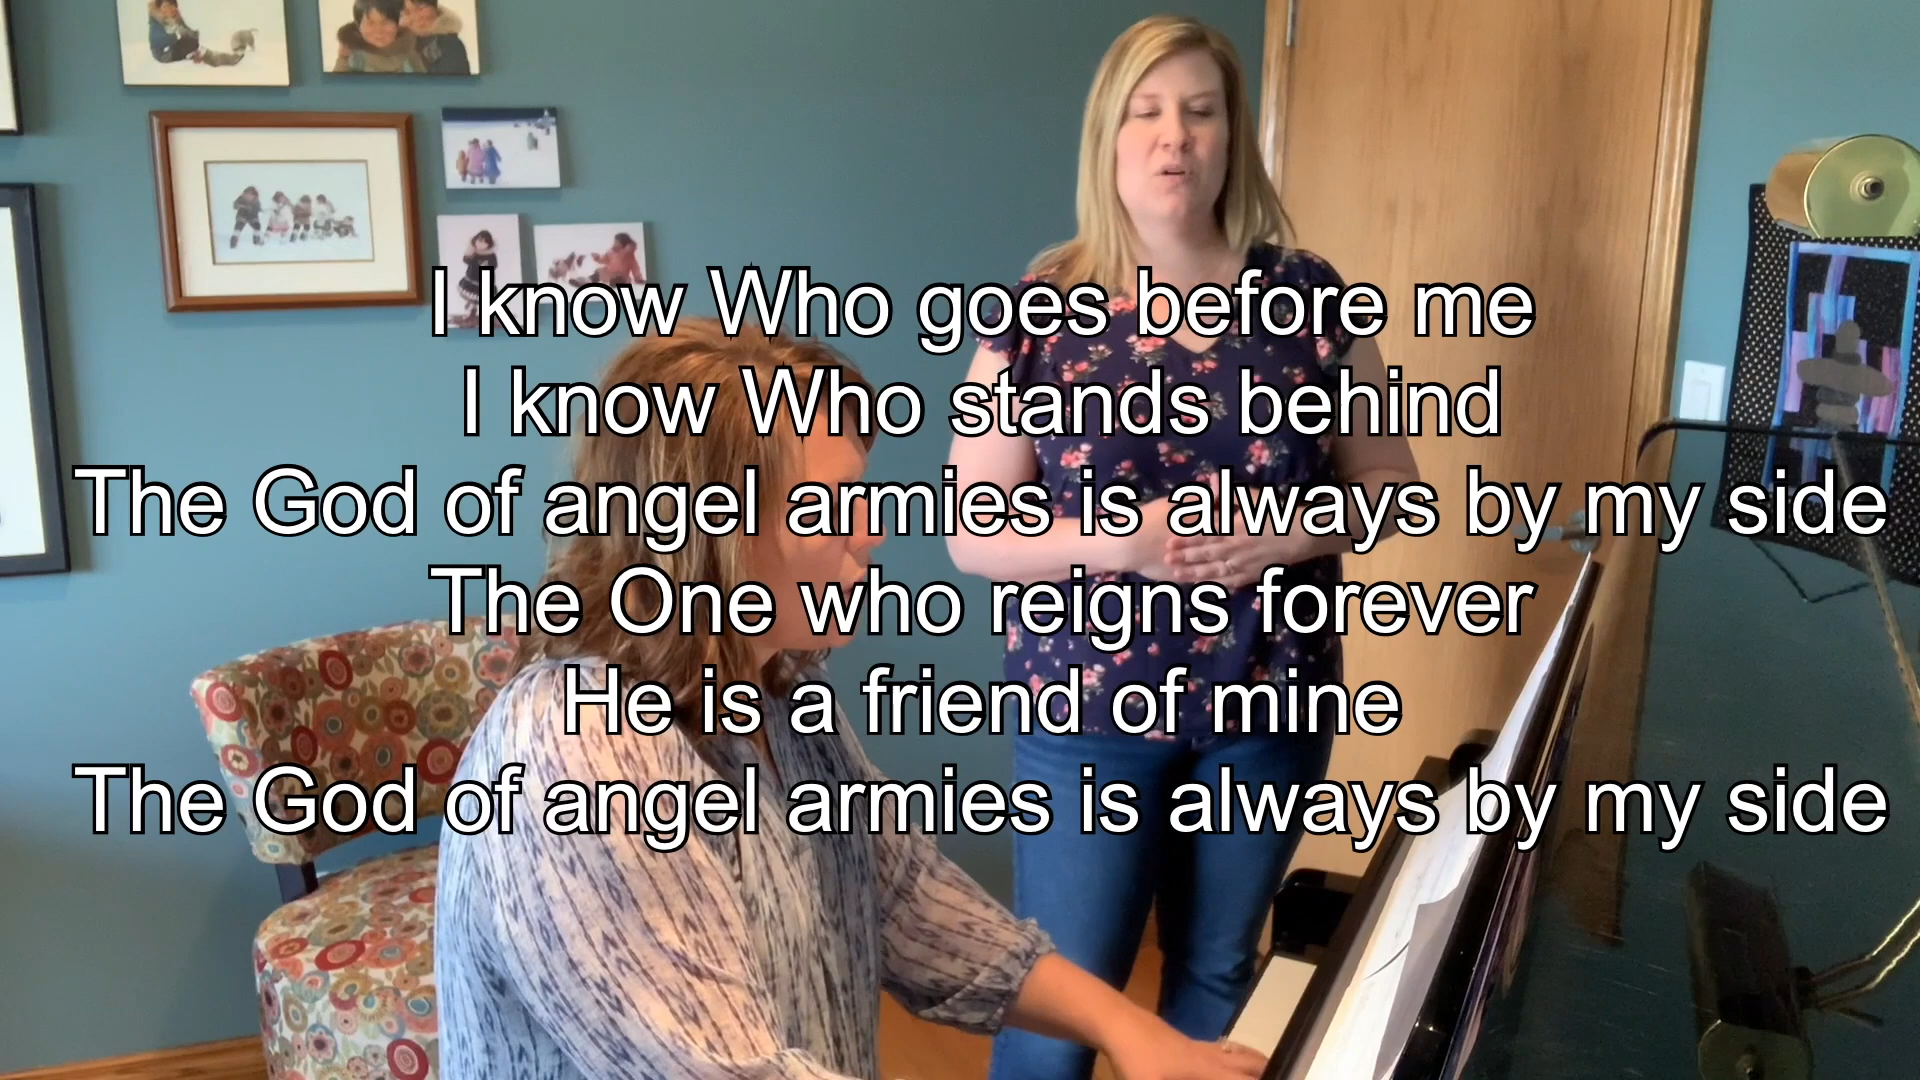 I know Who goes before me
I know Who stands behind
The God of angel armies is always by my side
The One who reigns forever
He is a friend of mine
The God of angel armies is always by my side